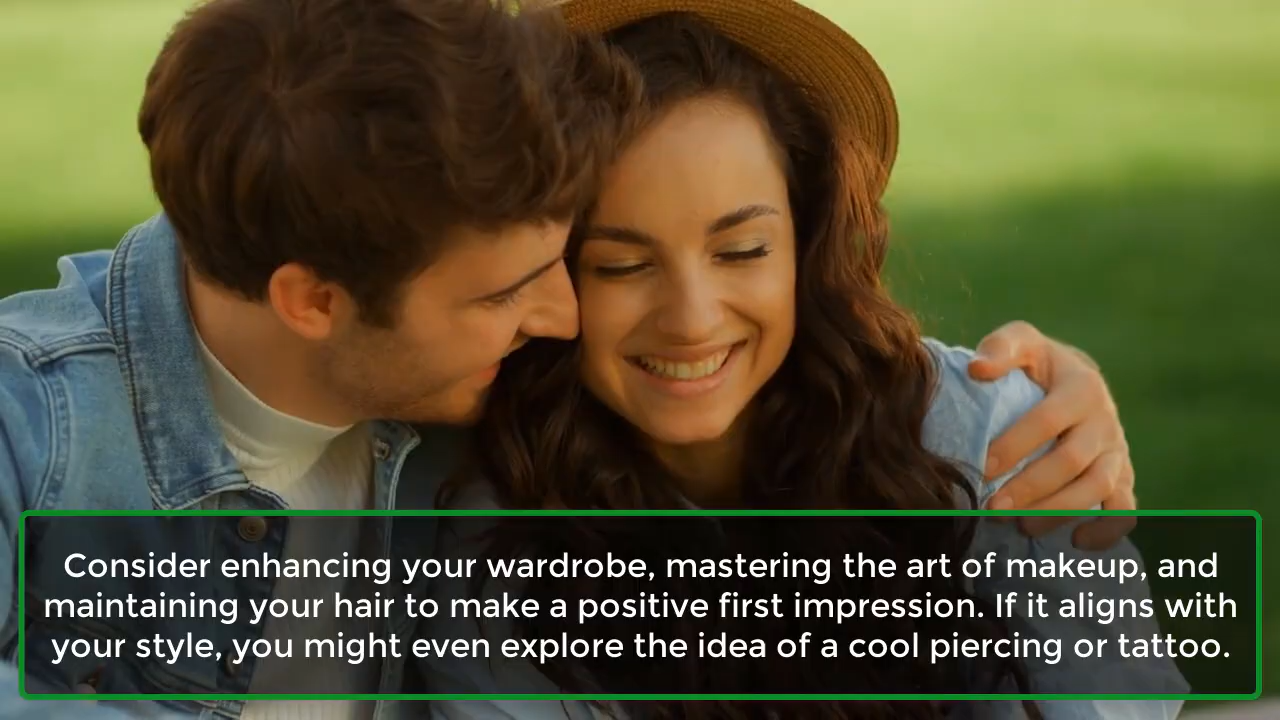 Consider enhancing your wardrobe, mastering the art of makeup, and
maintaining your hair to make a positive first impression. If it aligns with
your style, you might even explore the idea of a cool piercing or tattoo.